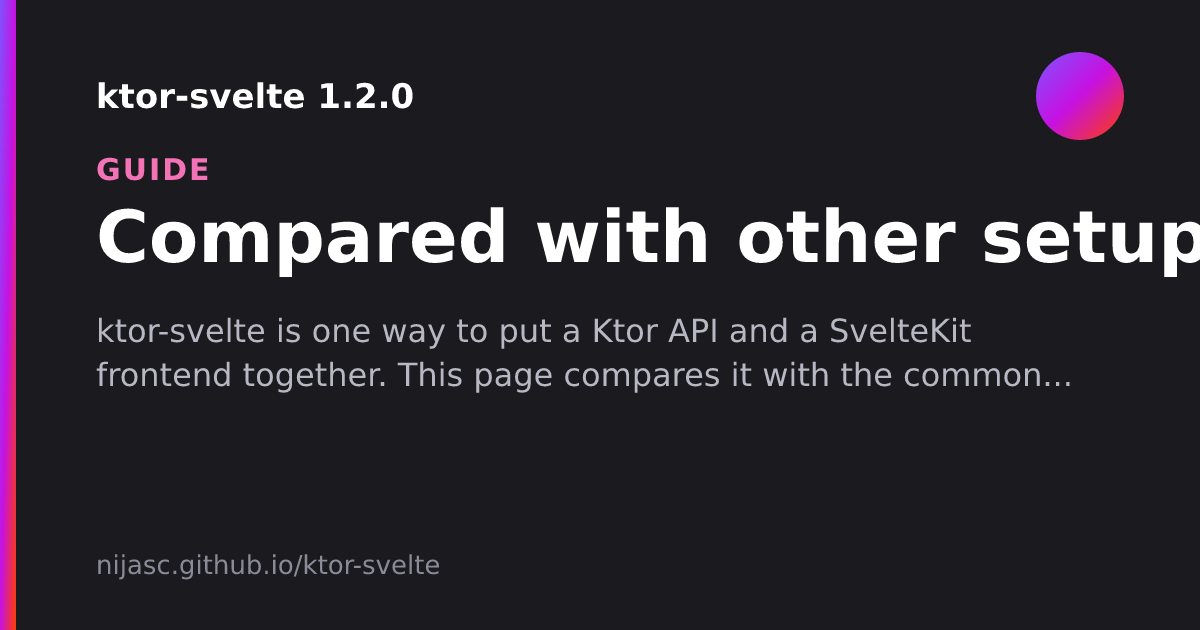 ktor-svelte 1.2.0
GUIDE
Compared with other setup
ktor-svelte is one way to put a Ktor API and a SvelteKit
frontend together. This page compares it with the common...
nijasc.github.io/ktor-svelte